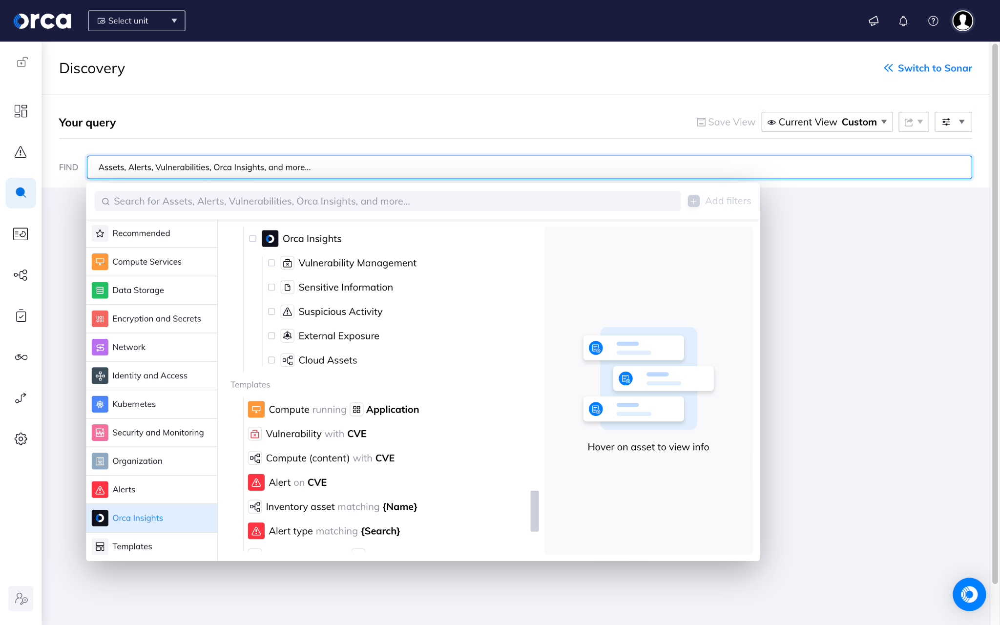 orca
Select unit
Discovery
Switch to Sonar
Your query
Save View
Current View Custom
FIND
Assets, Alerts, Vulnerabilities, Orca Insights, and more...
Search for Assets, Alerts, Vulnerabilities, Orca Insights, and more...
Add filters
Recommended
Compute Services
Data Storage
Encryption and Secrets
Network
Identity and Access
Kubernetes
Security and Monitoring
Organization
Alerts
Orca Insights
Templates
Orca Insights
Vulnerability Management
Sensitive Information
Suspicious Activity
External Exposure
Cloud Assets
Templates
Compute running Application
Vulnerability with CVE
Compute (content) with CVE
Alert on CVE
Inventory asset matching {Name}
Alert type matching {Search}
Hover on asset to view info